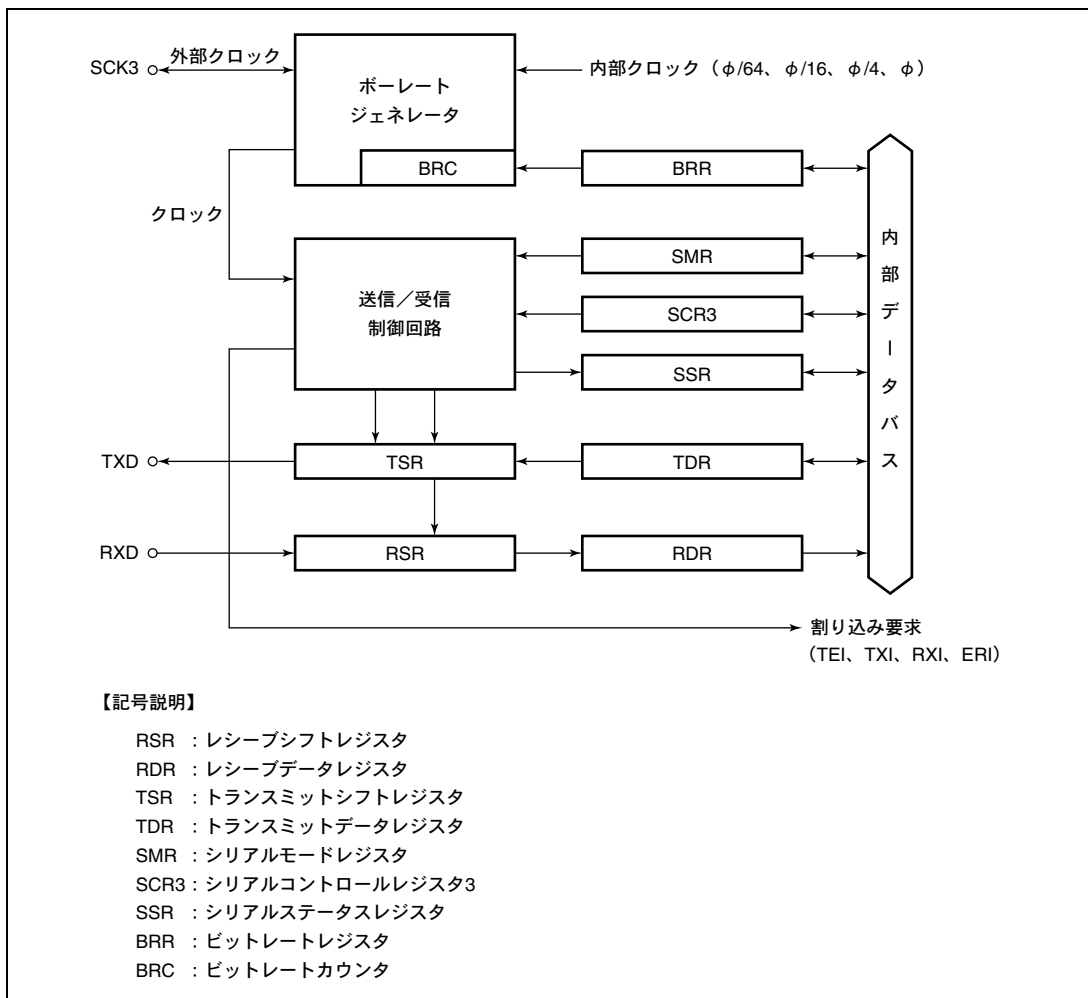 SCK3
外部クロック
ボーレート
ジェネレータ
内部クロック（φ/64、φ/16、φ/4、φ）
BRC
BRR
クロック
送信／受信
制御回路
SMR
SCR3
SSR
内部データバス
TXD
TSR
TDR
RXD
RSR
RDR
割り込み要求
（TEI、TXI、RXI、ERI）
【記号説明】
RSR ：レシーブシフトレジスタ
RDR ：レシーブデータレジスタ
TSR ：トランスミットシフトレジスタ
TDR ：トランスミットデータレジスタ
SMR ：シリアルモードレジスタ
SCR3：シリアルコントロールレジスタ3
SSR ：シリアルステータスレジスタ
BRR ：ビットレートレジスタ
BRC ：ビットレートカウンタ